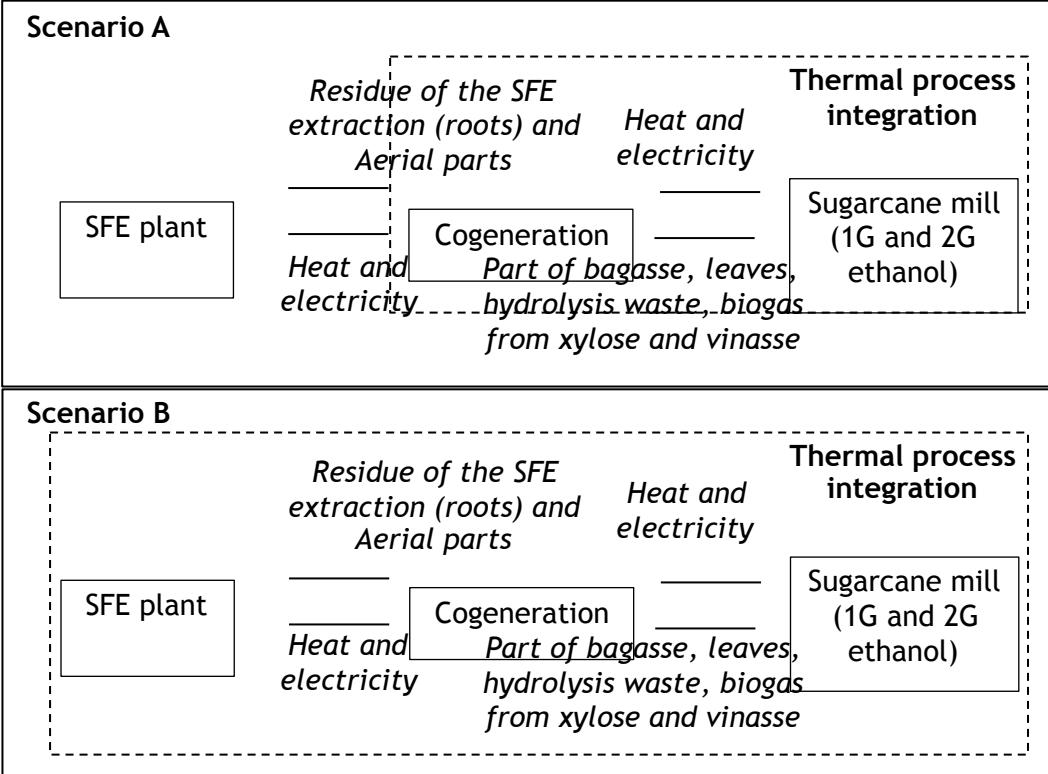 Scenario A
Residue of the SFE
extraction (roots) and
Aerial parts
Heat and
electricity
Thermal process
integration
SFE plant
Cogeneration
Sugarcane mill
(1G and 2G
ethanol)
Heat and
electricity
Part of bagasse, leaves,
hydrolysis waste, biogas
from xylose and vinasse
Scenario B
Residue of the SFE
extraction (roots) and
Aerial parts
Heat and
electricity
Thermal process
integration
SFE plant
Cogeneration
Sugarcane mill
(1G and 2G
ethanol)
Heat and
electricity
Part of bagasse, leaves,
hydrolysis waste, biogas
from xylose and vinasse